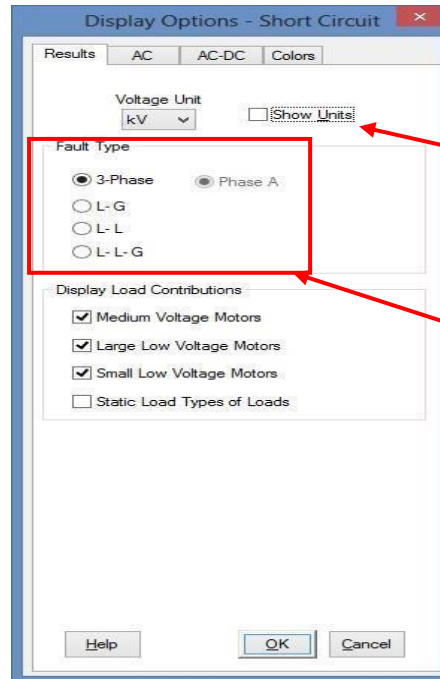 Display Options - Short Circuit
Results AC AC-DC Colors
Voltage Unit
kV Show Units
Fault Type
3-Phase Phase A
L-G
L-L
L-L-G
Display Load Contributions
Medium Voltage Motors
Large Low Voltage Motors
Small Low Voltage Motors
Static Load Types of Loads
Help OK Cancel